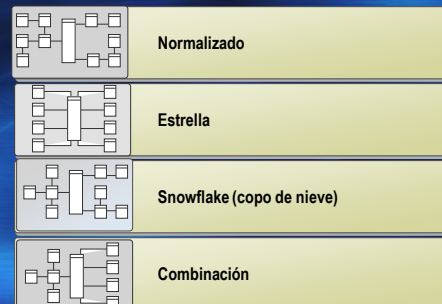 Normalizado
Estrella
Snowflake (copo de nieve)
Combinación